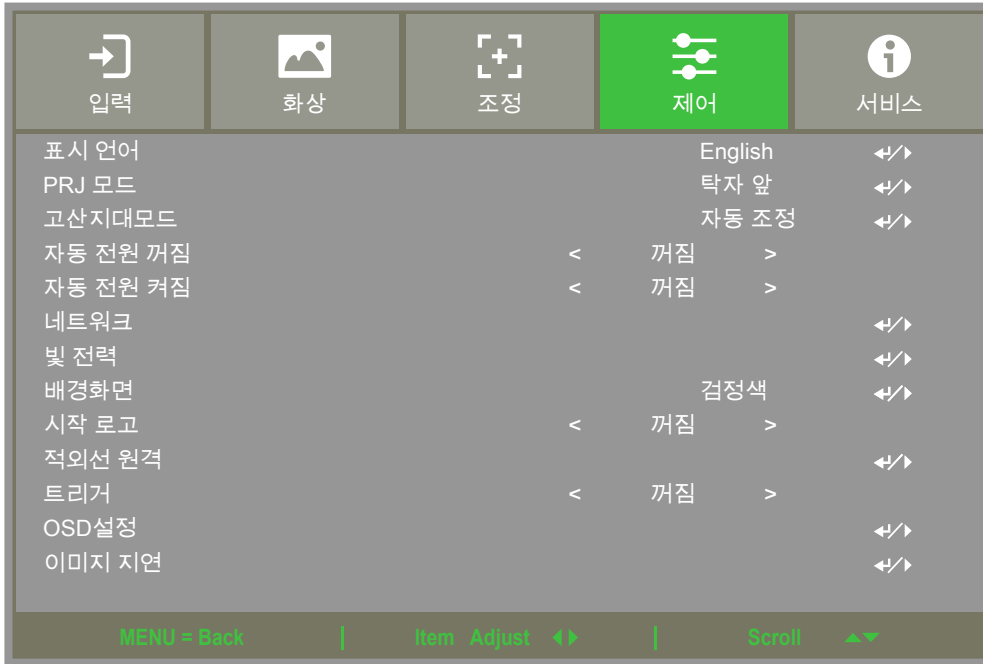 입력 화상 조정 제어 서비스
표시 언어 English
PRJ 모드 탁자 앞
고산지대모드 자동 조정
자동 전원 꺼짐 < 꺼짐 >
자동 전원 켜짐 < 꺼짐 >
네트워크
빛 전력
배경화면 검정색
시작 로고 < 꺼짐 >
적외선 원격
트리거 < 꺼짐 >
OSD설정
이미지 지연
MENU = Back | Item Adjust | Scroll